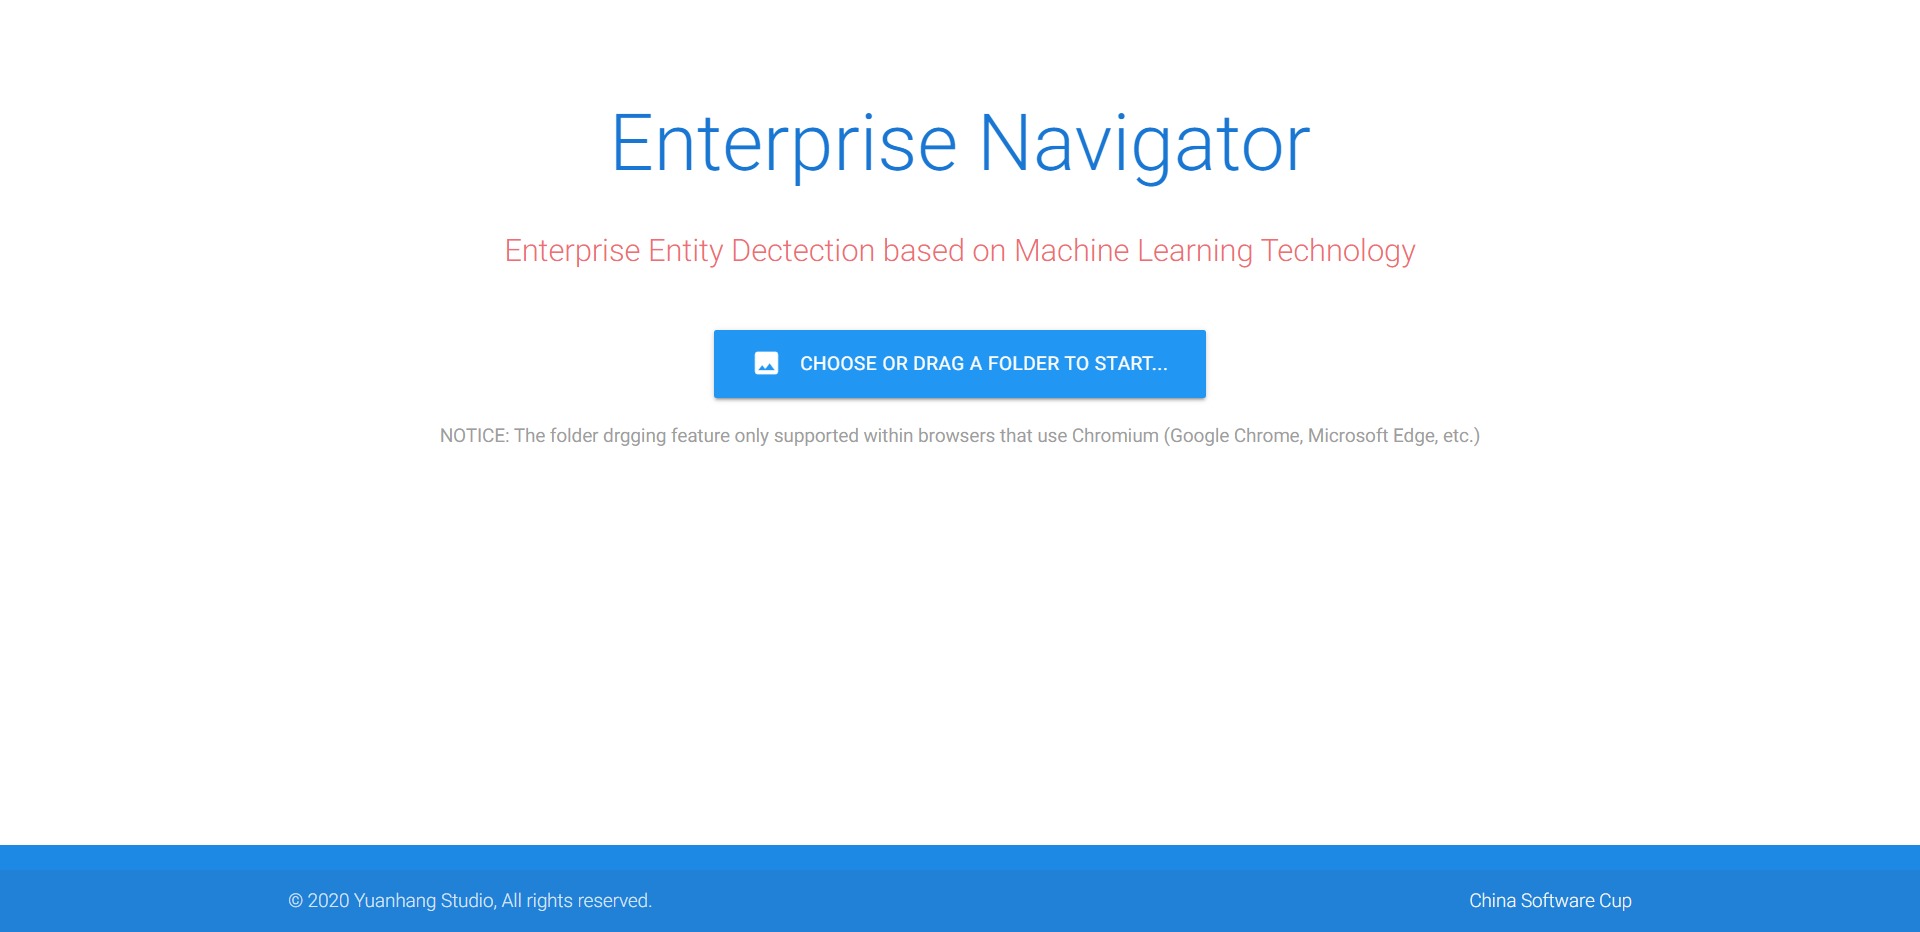 Enterprise Navigator
Enterprise Entity Dectection based on Machine Learning Technology
CHOOSE OR DRAG A FOLDER TO START...
NOTICE: The folder drgging feature only supported within browsers that use Chromium (Google Chrome, Microsoft Edge, etc.)
© 2020 Yuanhang Studio, All rights reserved.
China Software Cup